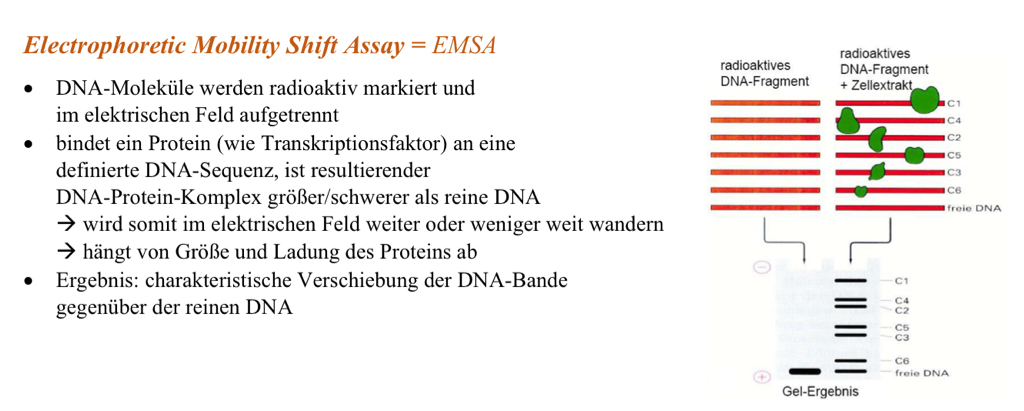 Electrophoretic Mobility Shift Assay = EMSA
• DNA-Moleküle werden radioaktiv markiert und
im elektrischen Feld aufgetrennt
• bindet ein Protein (wie Transkriptionsfaktor) an eine
definierte DNA-Sequenz, ist resultierender
DNA-Protein-Komplex größer/schwerer als reine DNA
→ wird somit im elektrischen Feld weiter oder weniger weit wandern
→ hängt von Größe und Ladung des Proteins ab
• Ergebnis: charakteristische Verschiebung der DNA-Bande
gegenüber der reinen DNA
radioaktives
DNA-Fragment
radioaktives
DNA-Fragment
+ Zellextrakt
C1
C4
C2
C5
C3
C6
freie DNA
−
C1
C4
C2
C5
C3
C6
freie DNA
+
Gel-Ergebnis